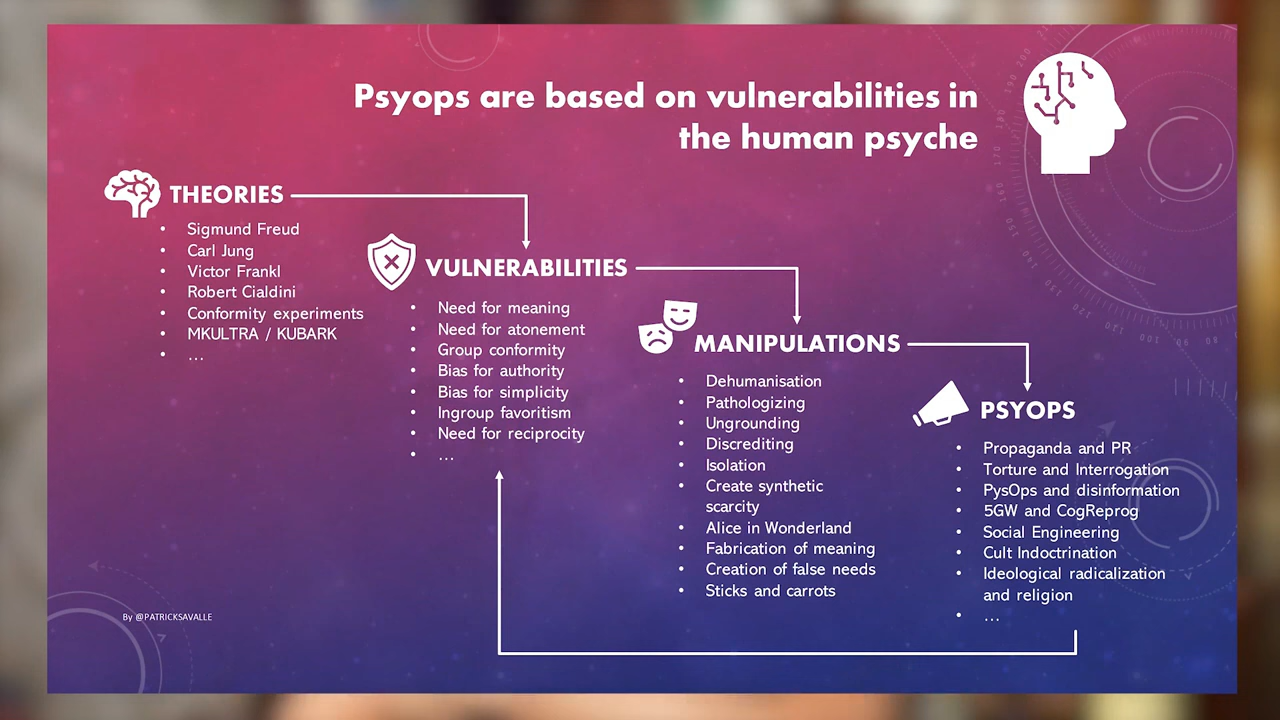 Psyops are based on vulnerabilities in
the human psyche
THEORIES
• Sigmund Freud
• Carl Jung
• Victor Frankl
• Robert Cialdini
• Conformity experiments
• MKULTRA / KUBARK
• ...
VULNERABILITIES
• Need for meaning
• Need for atonement
• Group conformity
• Bias for authority
• Bias for simplicity
• Ingroup favoritism
• Need for reciprocity
• ...
MANIPULATIONS
• Dehumanisation
• Pathologizing
• Ungrounding
• Discrediting
• Isolation
• Create synthetic
scarcity
• Alice in Wonderland
• Fabrication of meaning
• Creation of false needs
• Sticks and carrots
PSYOPS
• Propaganda and PR
• Torture and Interrogation
• PysOps and disinformation
• 5GW and CogReprog
• Social Engineering
• Cult Indoctrination
• Ideological radicalization
and religion
• ...
By @PATRICKSAVALLE